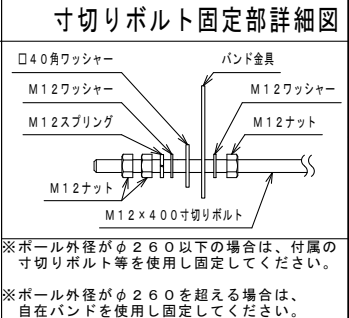 寸切りボルト固定部詳細図
□40角ワッシャー
バンド金具
M12ワッシャー
M12ワッシャー
M12スプリング
M12ナット
M12ナット
M12×400寸切りボルト
※ポール外径がφ260以下の場合は、付属の
寸切りボルト等を使用し固定してください。
※ポール外径がφ260を超える場合は、
自在バンドを使用し固定してください。